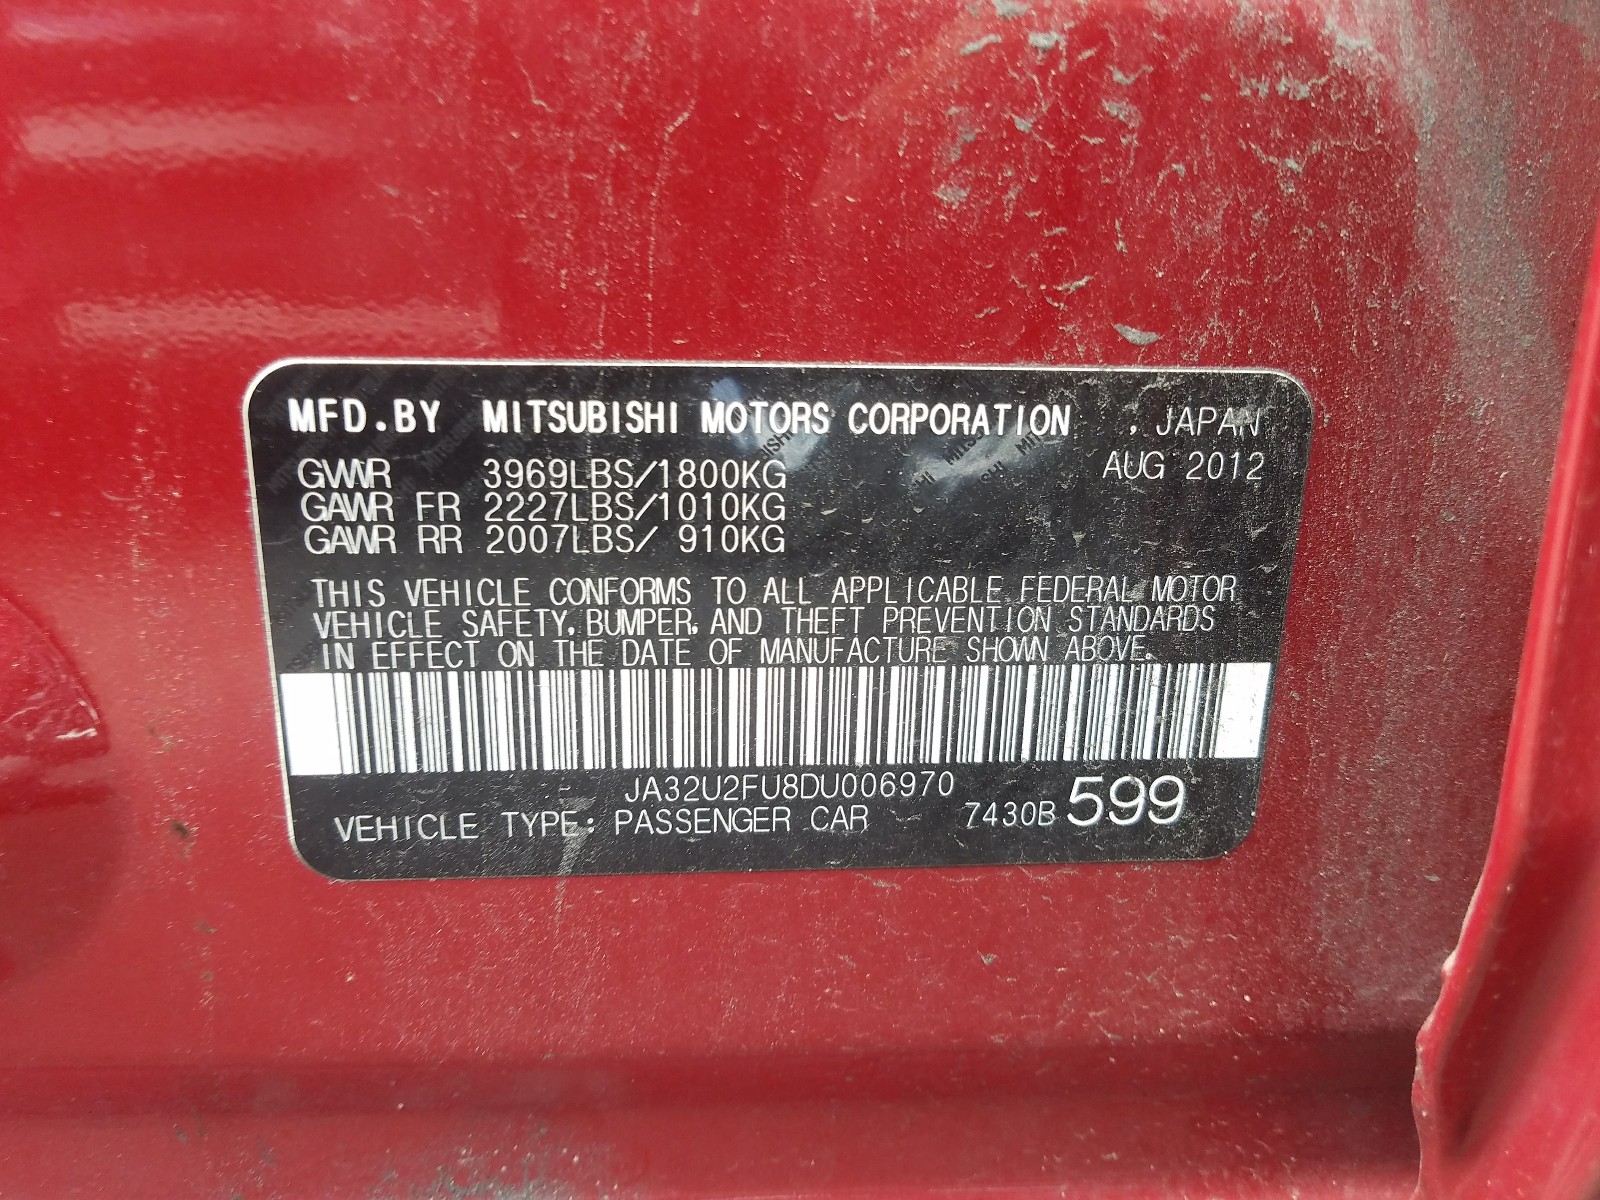 MFD.BY MITSUBISHI MOTORS CORPORATION , JAPAN
AUG 2012
GVWR 3969LBS/1800KG
GAWR FR 2227LBS/1010KG
GAWR RR 2007LBS/ 910KG
THIS VEHICLE CONFORMS TO ALL APPLICABLE FEDERAL MOTOR
VEHICLE SAFETY, BUMPER, AND THEFT PREVENTION STANDARDS
IN EFFECT ON THE DATE OF MANUFACTURE SHOWN ABOVE.
JA32U2FU8DU006970
VEHICLE TYPE: PASSENGER CAR 7430B 599